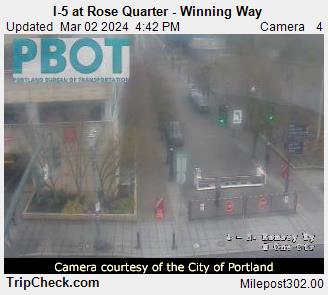 I-5 at Rose Quarter - Winning Way
Updated Mar 02 2024 4:42 PM Camera 4
PBOT
PORTLAND BUREAU OF TRANSPORTATION
Camera courtesy of the City of Portland
TripCheck.com Milepost302.00